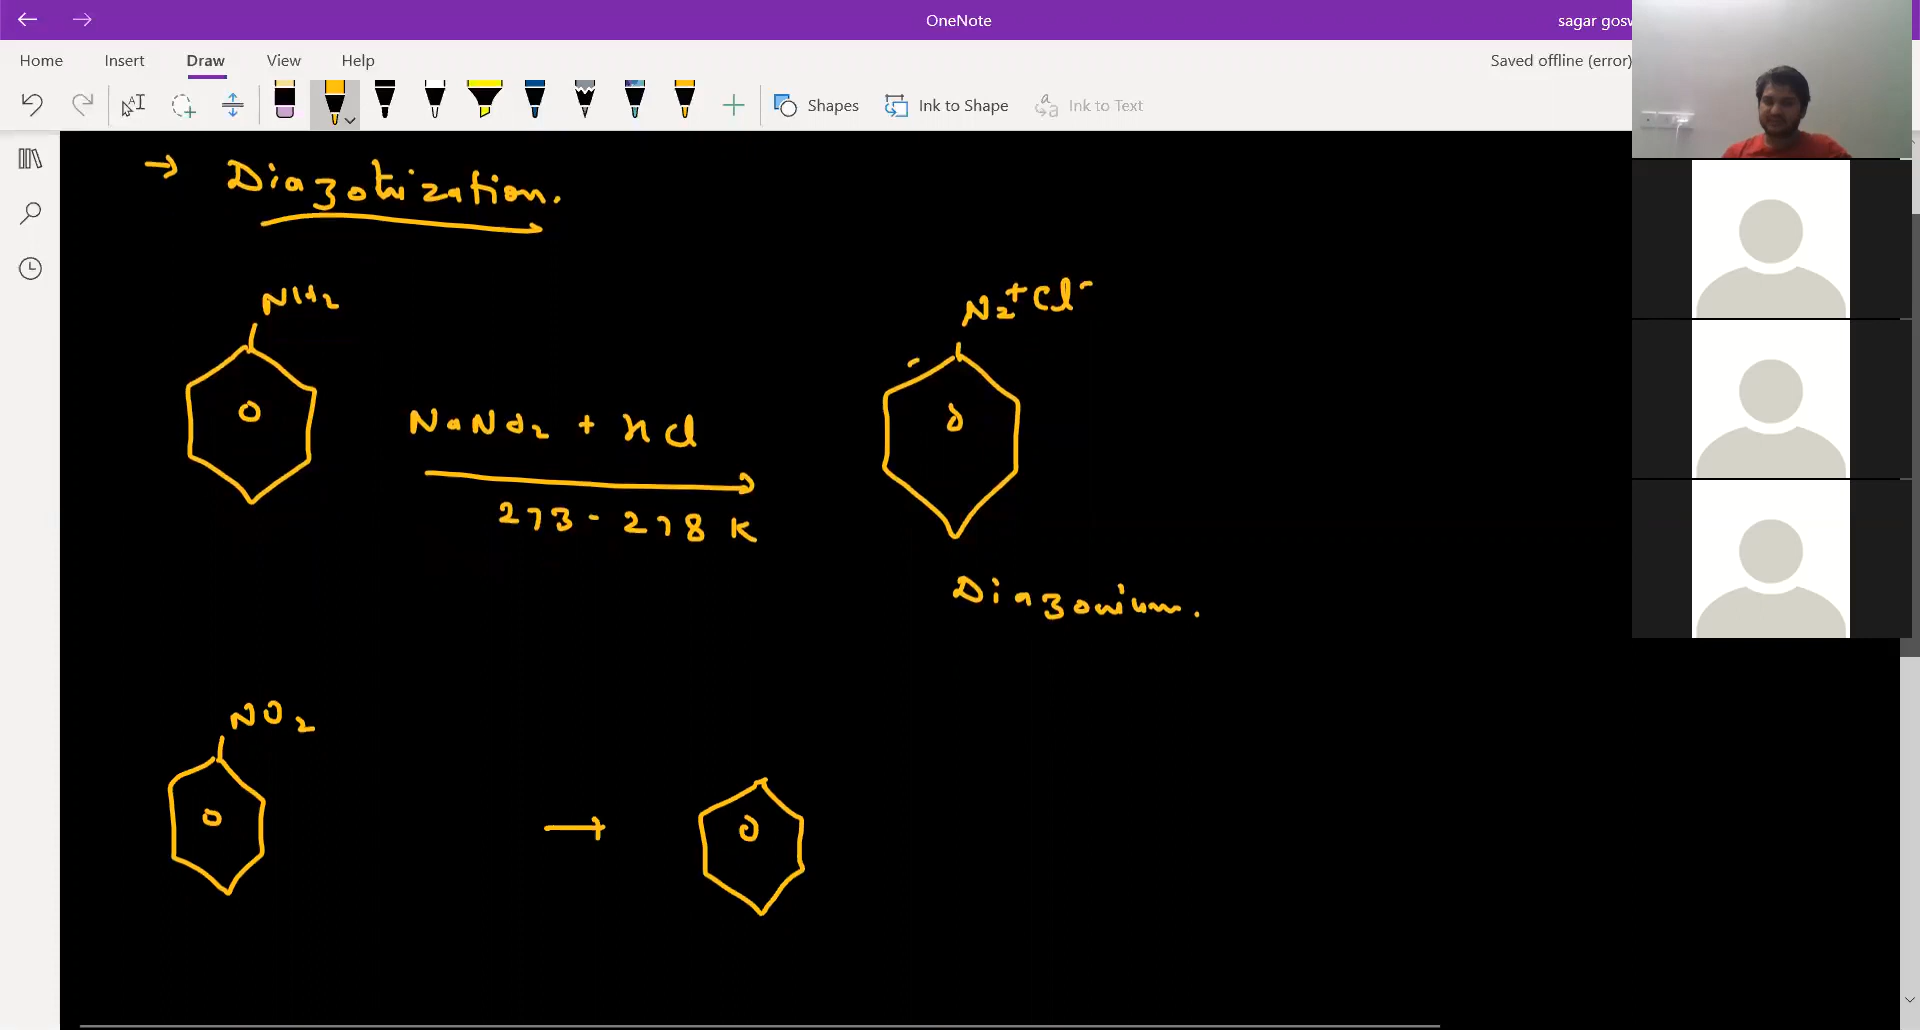 OneNote
sagar gosw
Home Insert Draw View Help
Saved offline (error)
Shapes Ink to Shape Ink to Text
→ Diazotization.
NH2
N2+Cl-
NaNO2 + HCl
273 - 278 K
Diazonium.
NO2